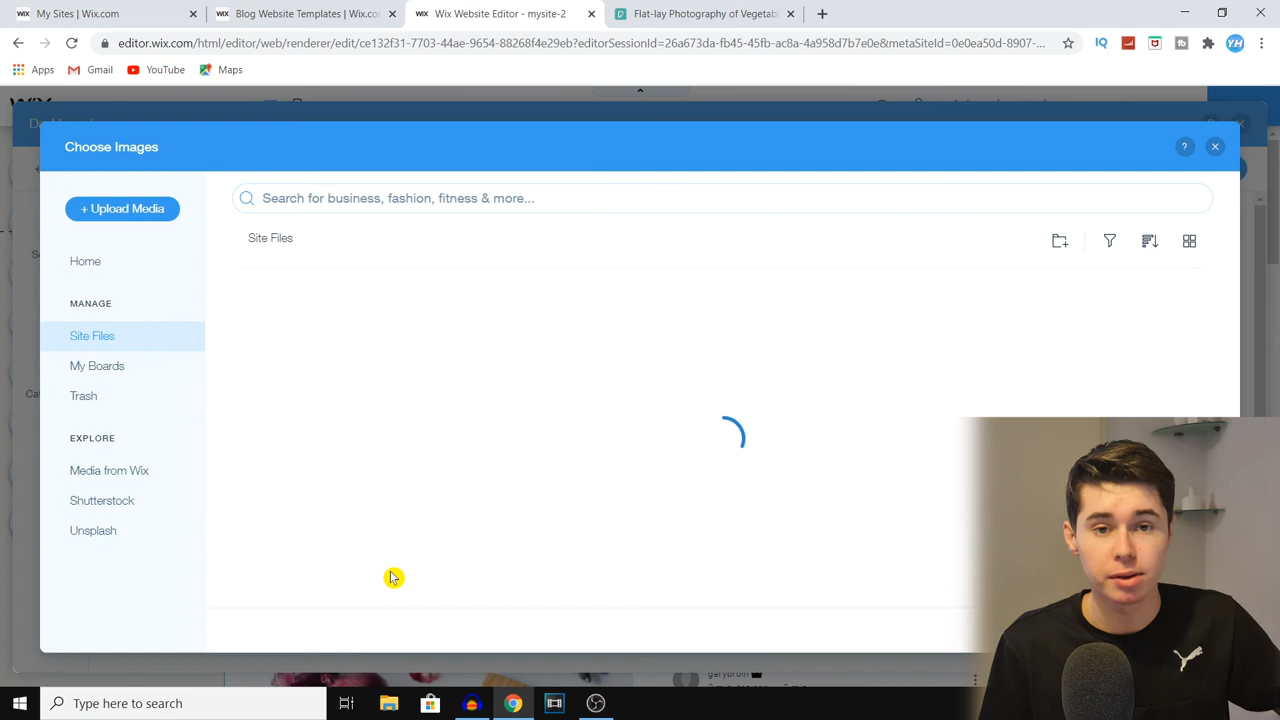 My Sites | Wix.com
Blog Website Templates | Wix.co
Wix Website Editor - mysite-2
Flat-lay Photography of Vegetab
editor.wix.com/html/editor/web/renderer/edit/ce132f31-7703-44ae-9654-88268f4e29eb?editorSessionId=26a673da-fb45-45fb-ac8a-4a958d7b7e0e&metaSiteId=0e0ea50d-8907-...
IQ
YH
Apps
Gmail
YouTube
Maps
Choose Images
?
+ Upload Media
Search for business, fashion, fitness & more...
Site Files
Home
MANAGE
Site Files
My Boards
Trash
EXPLORE
Media from Wix
Shutterstock
Unsplash
Type here to search